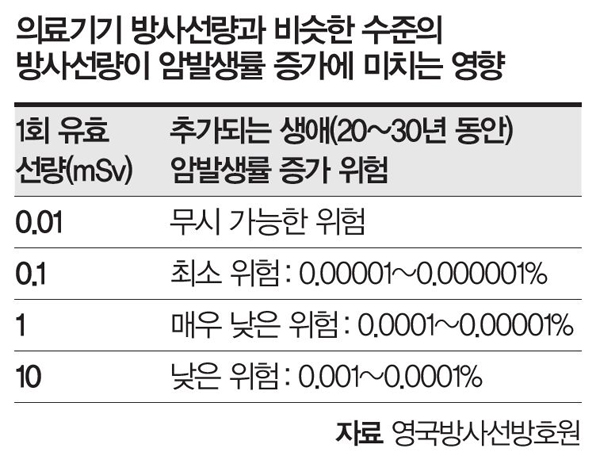 의료기기 방사선량과 비슷한 수준의
방사선량이 암발생률 증가에 미치는 영향
1회 유효 추가되는 생애(20～30년 동안)
선량(mSv) 암발생률 증가 위험
0.01 무시 가능한 위험
0.1 최소 위험 : 0.00001～0.000001%
1 매우 낮은 위험 : 0.0001～0.00001%
10 낮은 위험 : 0.001～0.0001%
자료 영국방사선방호원